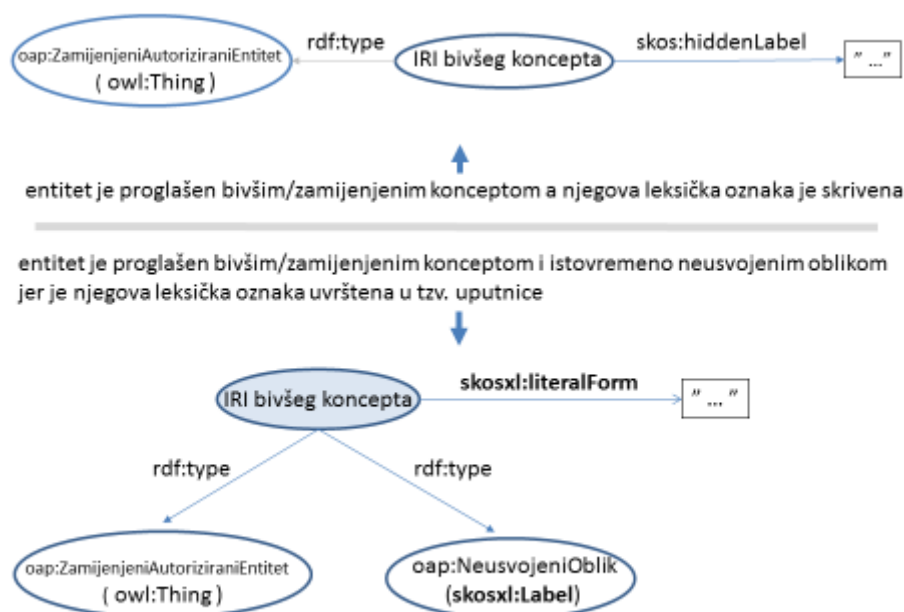 oap:ZamijenjeniAutoriziraniEntitet
( owl:Thing )
rdf:type
IRI bivšeg koncepta
skos:hiddenLabel
" ..."
entitet je proglašen bivšim/zamijenjenim konceptom a njegova leksička oznaka je skrivena
entitet je proglašen bivšim/zamijenjenim konceptom i istovremeno neusvojenim oblikom
jer je njegova leksička oznaka uvrštena u tzv. uputnice
IRI bivšeg koncepta
skosxl:literalForm
" ... "
rdf:type
rdf:type
oap:ZamijenjeniAutoriziraniEntitet
( owl:Thing )
oap:NeusvojeniOblik
(skosxl:Label)